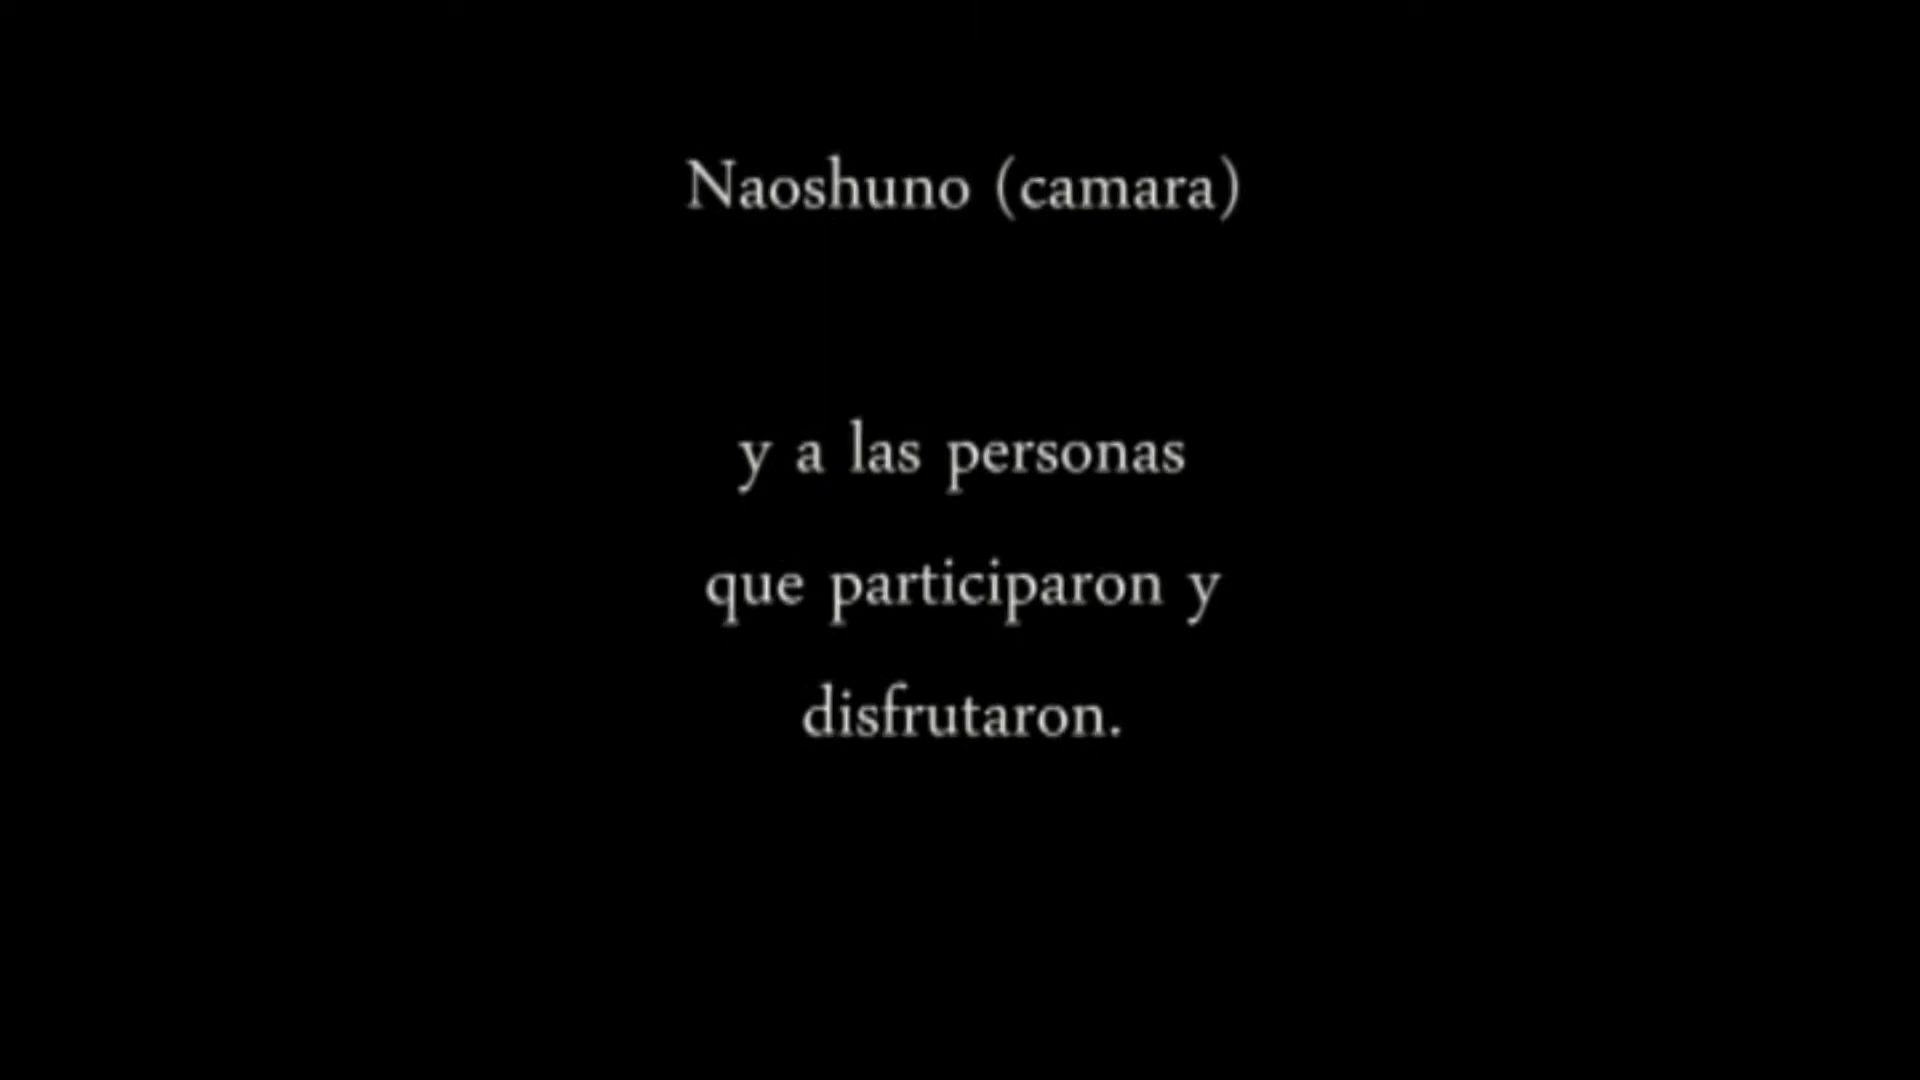 Naoshuno (camara)
y a las personas
que participaron y
disfrutaron.